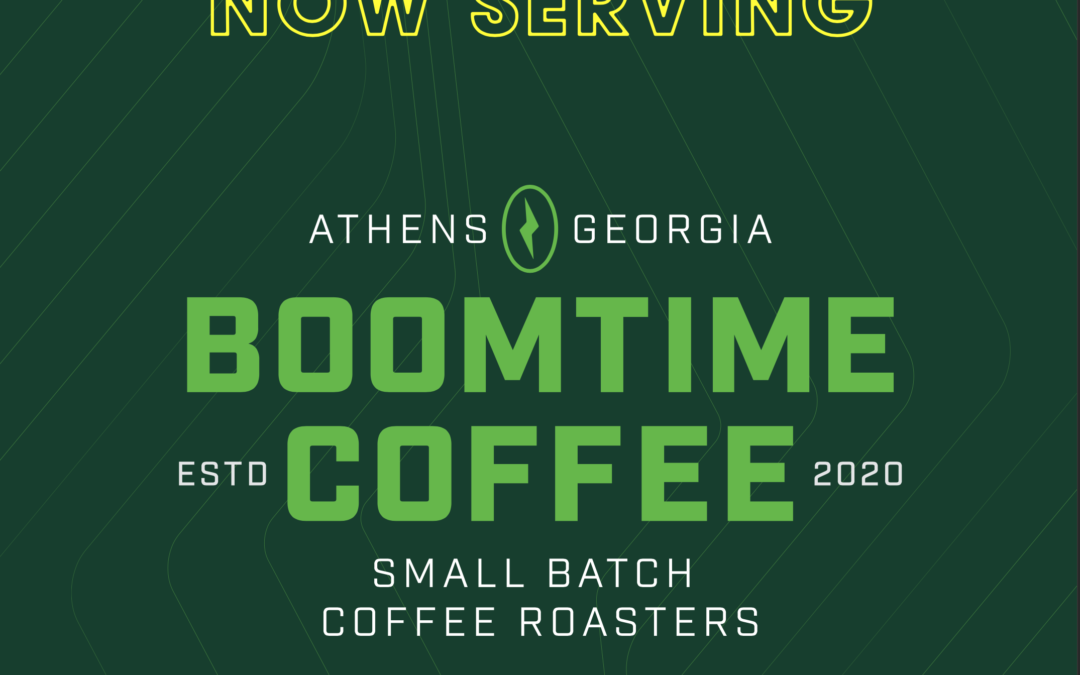 NOW SERVING
ATHENS GEORGIA
BOOMTIME
ESTD COFFEE 2020
SMALL BATCH
COFFEE ROASTERS